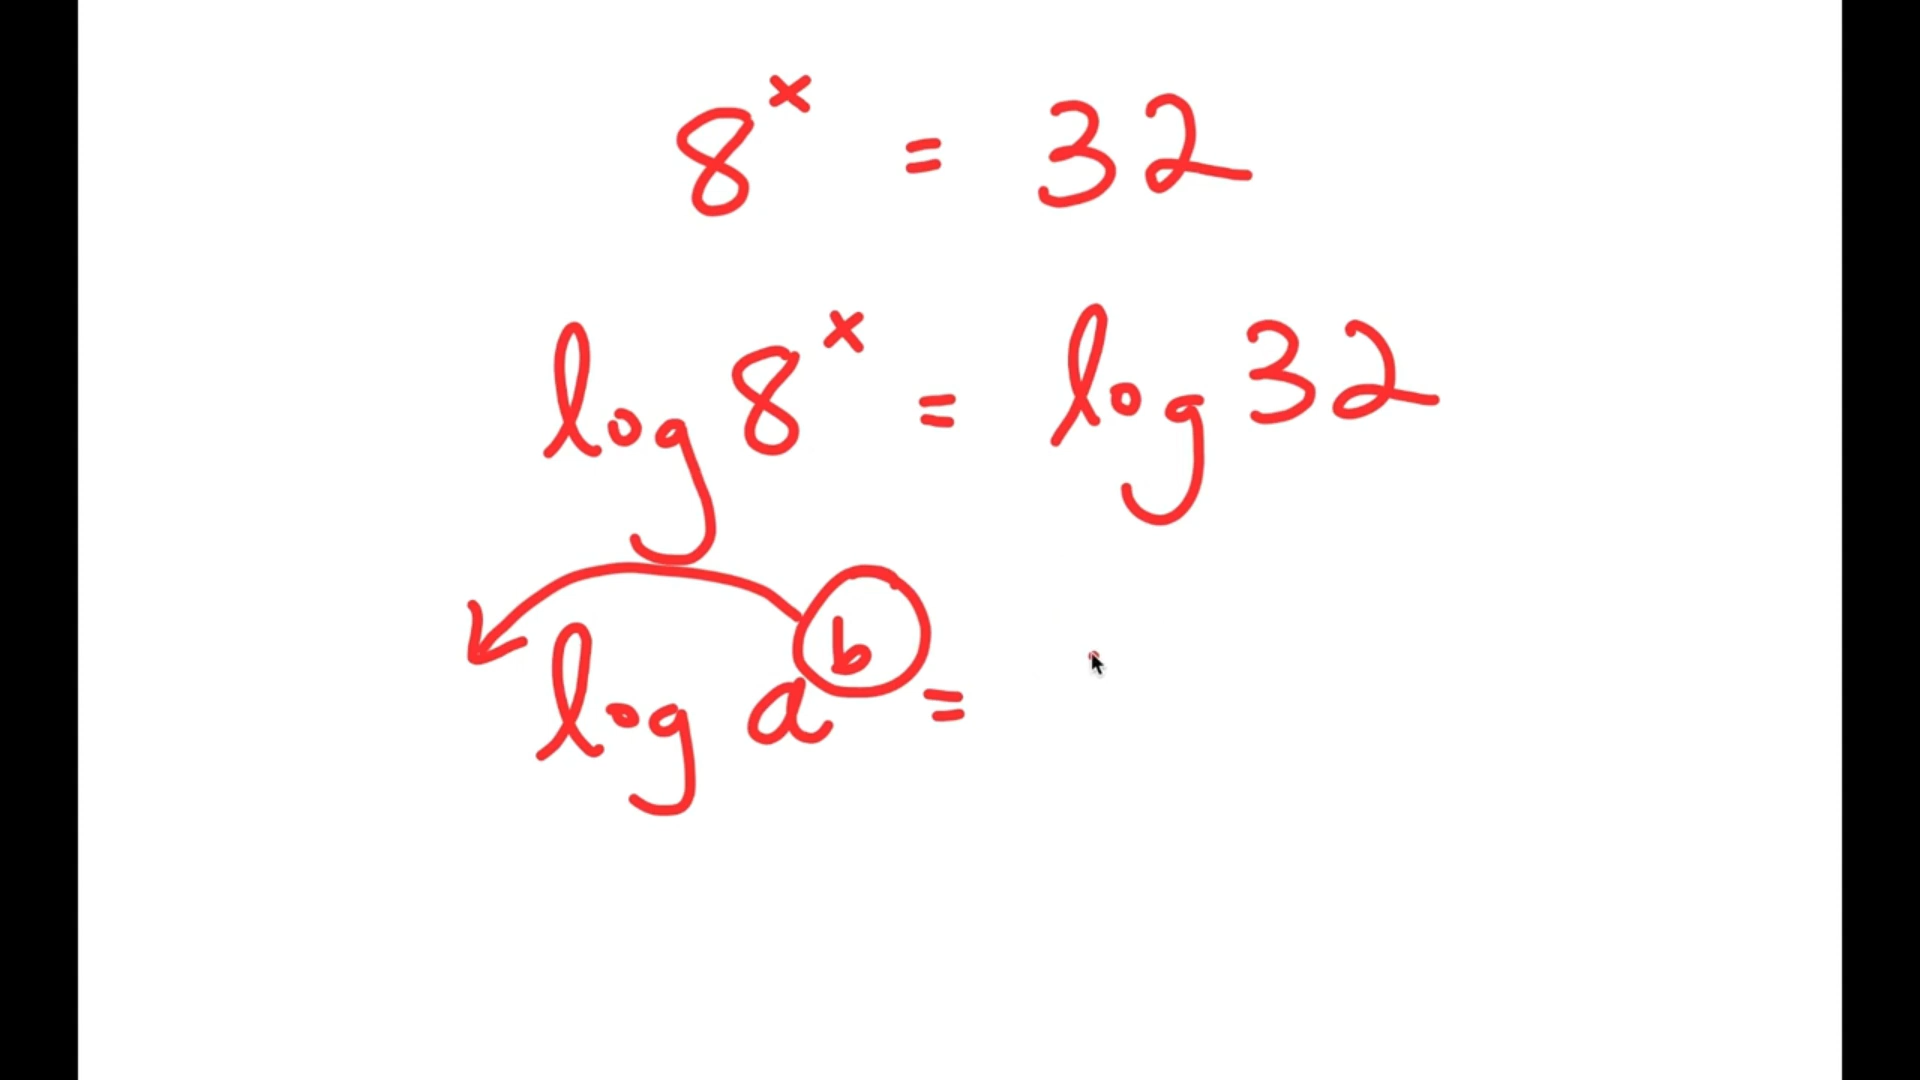 8^x = 32
log 8^x = log 32
log a^b =